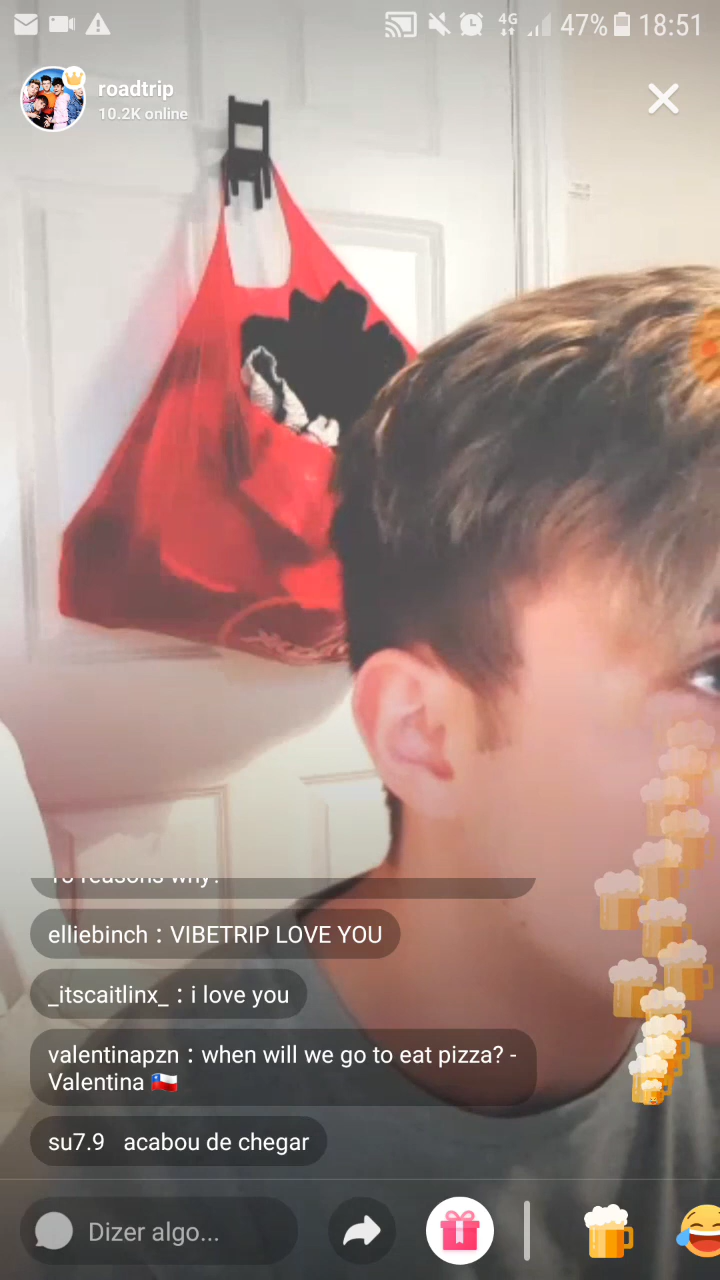 4G 47% 18:51
roadtrip
10.2K online
elliebinch : VIBETRIP LOVE YOU
_itscaitlinx_ : i love you
valentinapzn : when will we go to eat pizza? -
Valentina 🇨🇱
su7.9 acabou de chegar
Dizer algo...